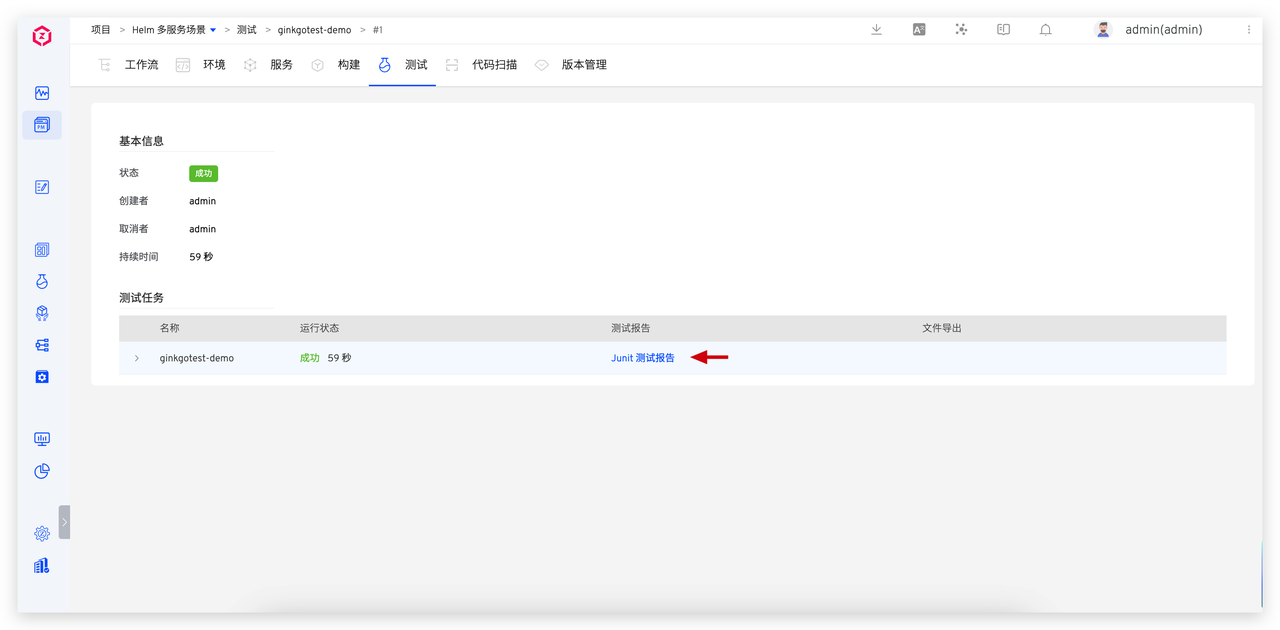 项目 > Helm 多服务场景 > 测试 > ginkgotest-demo > #1
admin(admin)
工作流 环境 服务 构建 测试 代码扫描 版本管理
基本信息
状态 成功
创建者 admin
取消者 admin
持续时间 59 秒
测试任务
名称 运行状态 测试报告 文件导出
ginkgotest-demo 成功 59 秒 Junit 测试报告